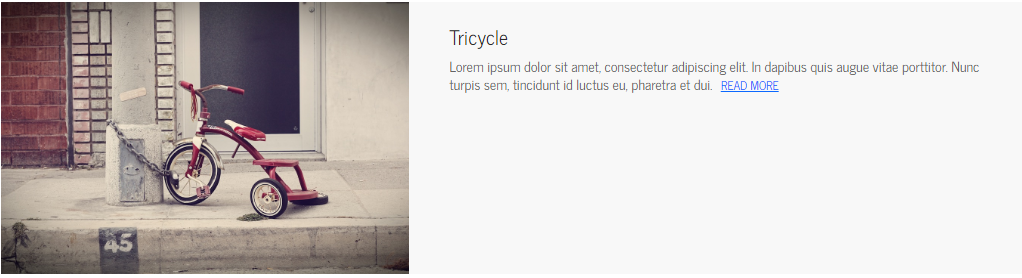 Tricycle
Lorem ipsum dolor sit amet, consectetur adipiscing elit. In dapibus quis augue vitae porttitor. Nunc
turpis sem, tincidunt id luctus eu, pharetra et dui. READ MORE
45